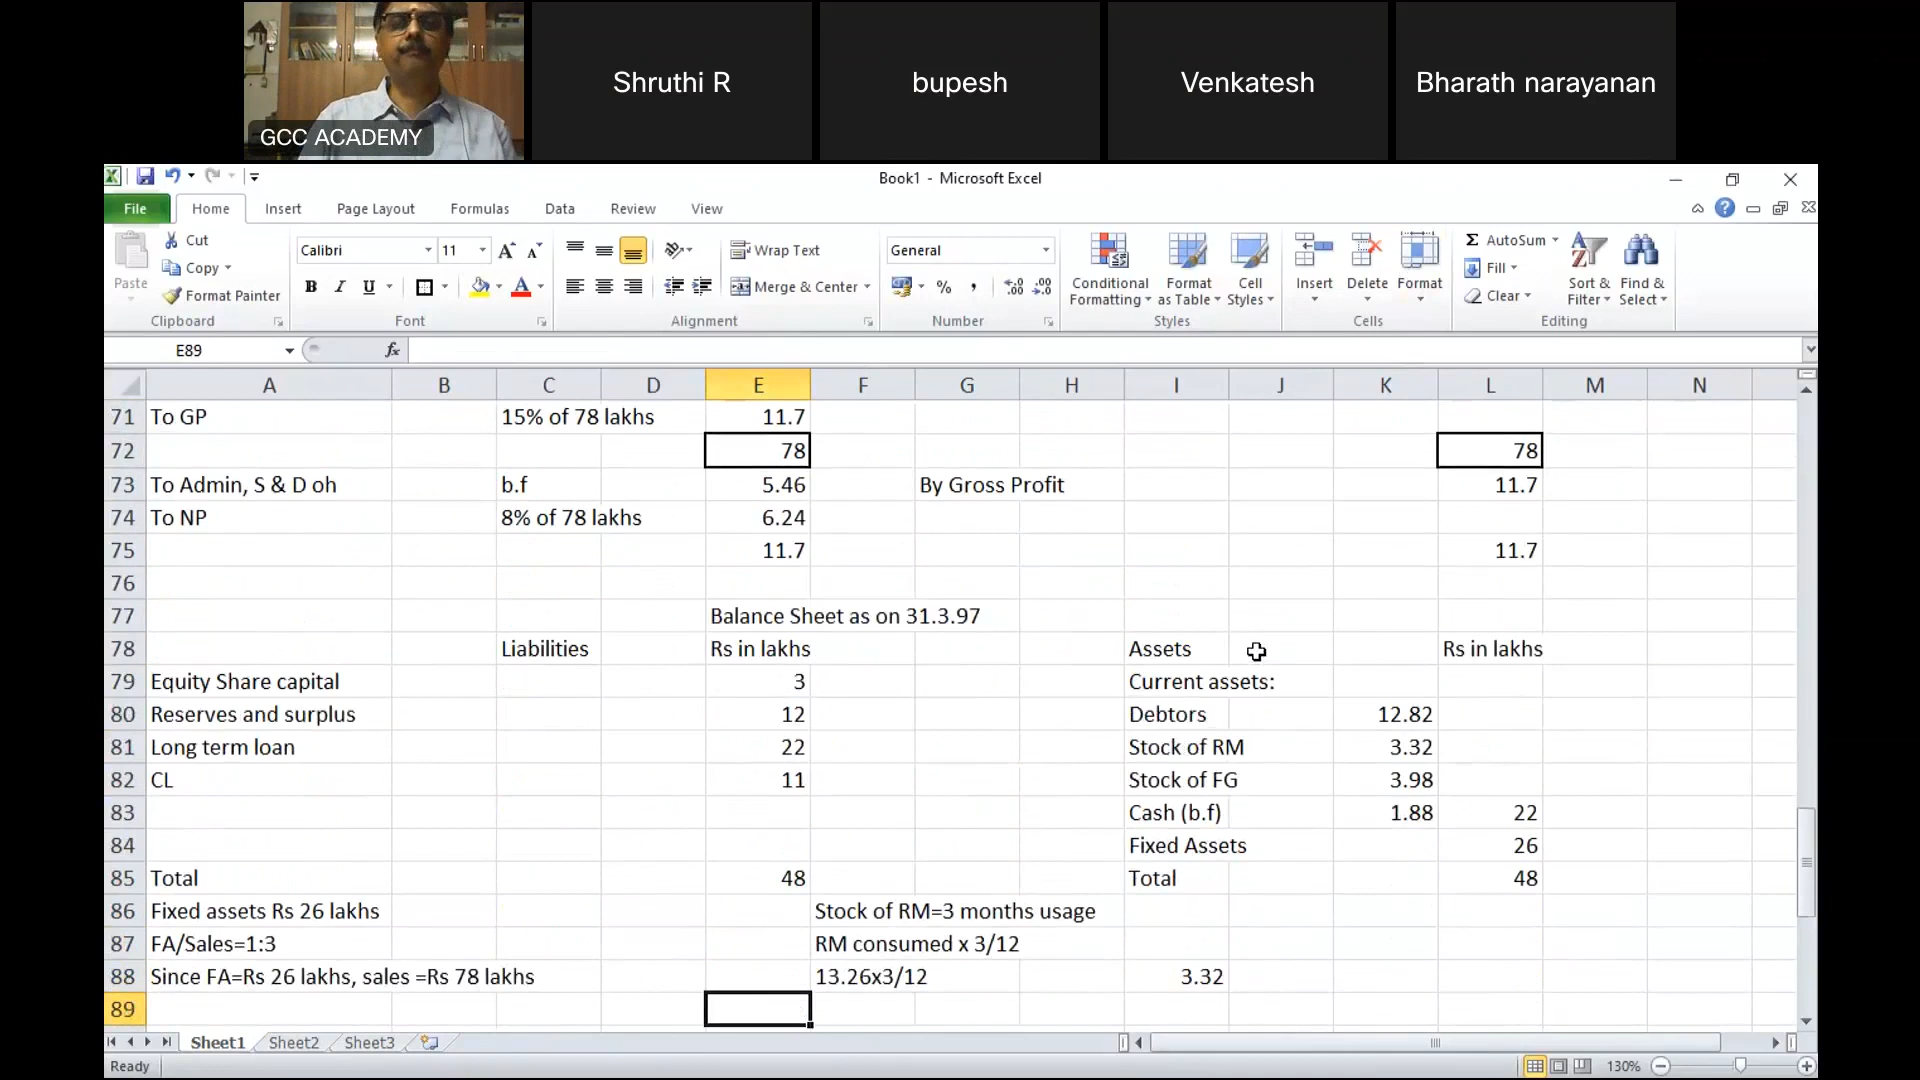 GCC ACADEMY
Shruthi R
bupesh
Venkatesh
Bharath narayanan
Book1 - Microsoft Excel
File Home Insert Page Layout Formulas Data Review View
Paste
Cut
Copy
Format Painter
Clipboard
Calibri 11
B I U
Font
Wrap Text
Merge & Center
Alignment
General
Number
Conditional Formatting
Format as Table
Cell Styles
Styles
Insert Delete Format
Cells
AutoSum
Fill
Clear
Sort & Filter
Find & Select
Editing
E89 fx
A B C D E F G H I J K L M N
71 To GP 15% of 78 lakhs 11.7
72 78 78
73 To Admin, S & D oh b.f 5.46 By Gross Profit 11.7
74 To NP 8% of 78 lakhs 6.24
75 11.7 11.7
76
77 Balance Sheet as on 31.3.97
78 Liabilities Rs in lakhs Assets Rs in lakhs
79 Equity Share capital 3 Current assets:
80 Reserves and surplus 12 Debtors 12.82
81 Long term loan 22 Stock of RM 3.32
82 CL 11 Stock of FG 3.98
83 Cash (b.f) 1.88 22
84 Fixed Assets 26
85 Total 48 Total 48
86 Fixed assets Rs 26 lakhs Stock of RM=3 months usage
87 FA/Sales=1:3 RM consumed x 3/12
88 Since FA=Rs 26 lakhs, sales =Rs 78 lakhs 13.26x3/12 3.32
89
Sheet1 Sheet2 Sheet3
Ready 130%